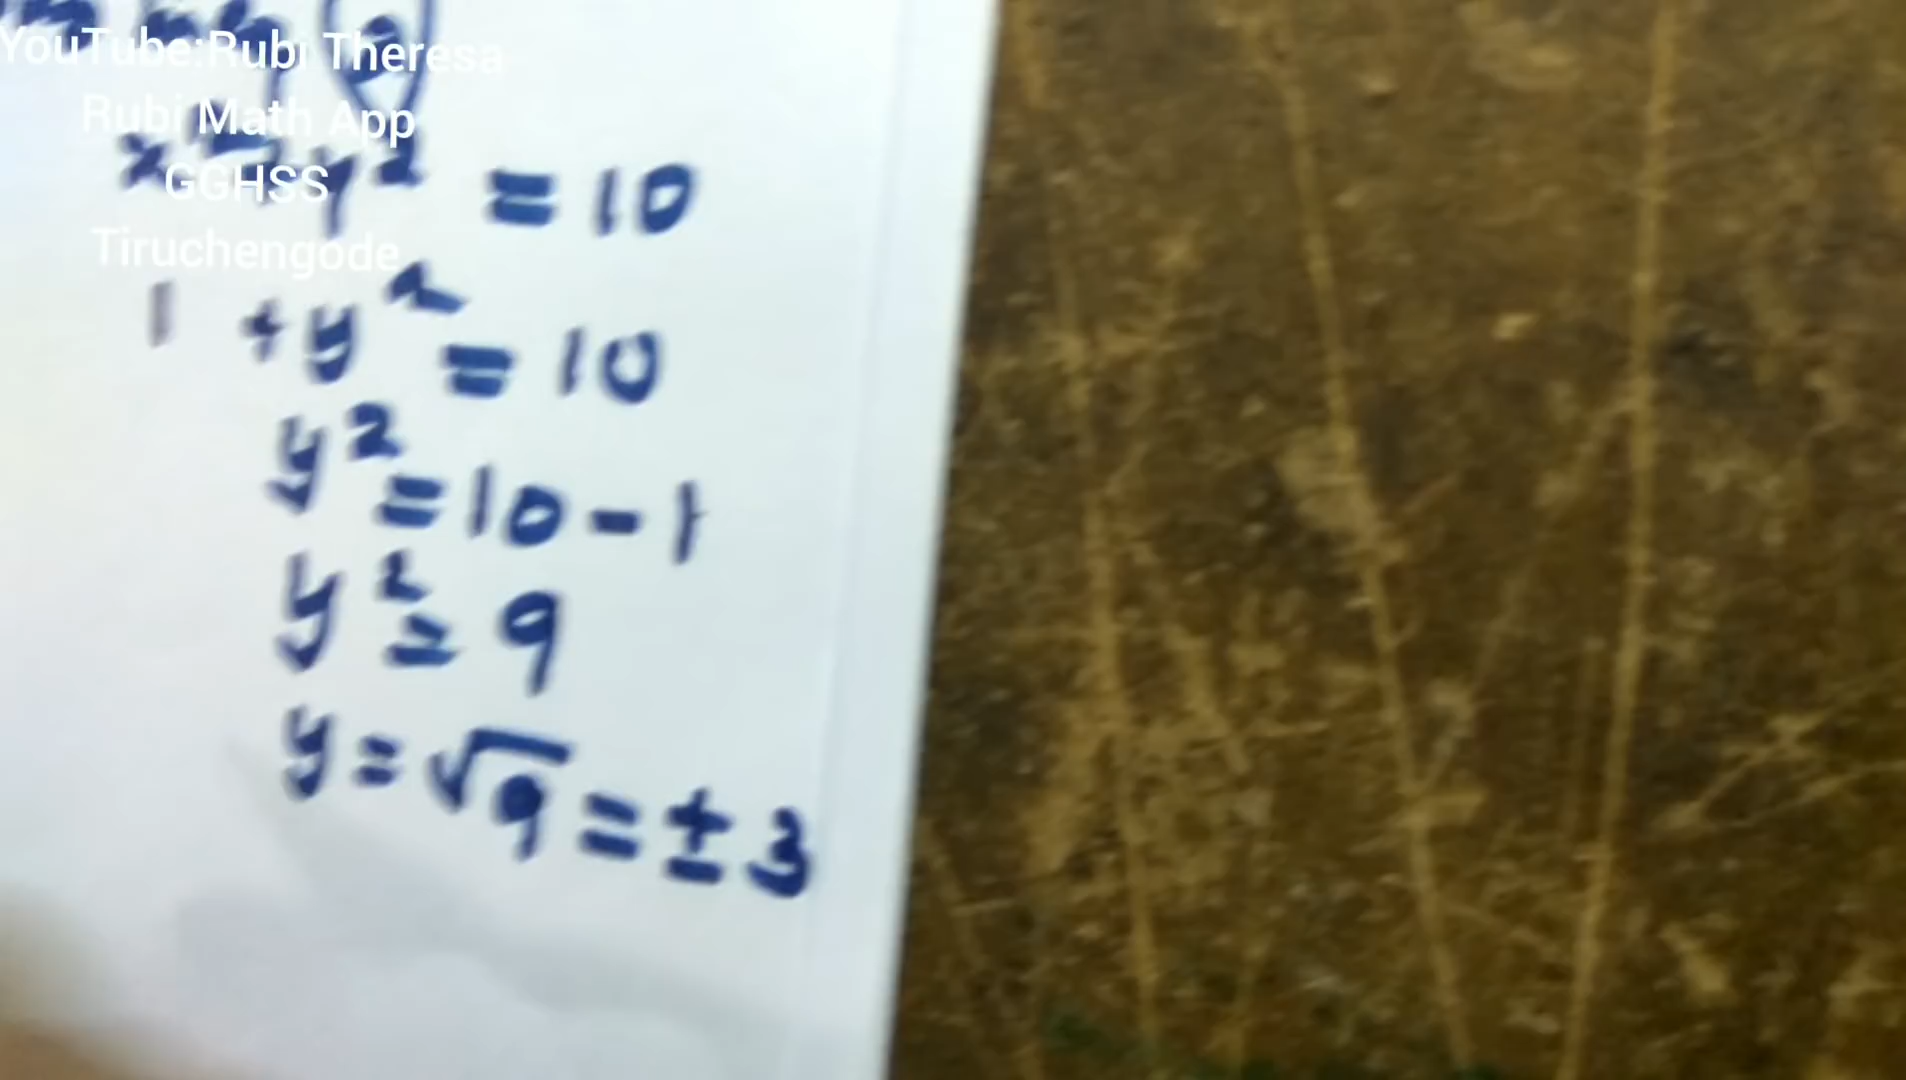 YouTube:Rubi Theresa
Rubi Math App
GGHSS
Tiruchengode
x² + y² = 10
1 + y² = 10
y² = 10 - 1
y² = 9
y = √9 = ± 3